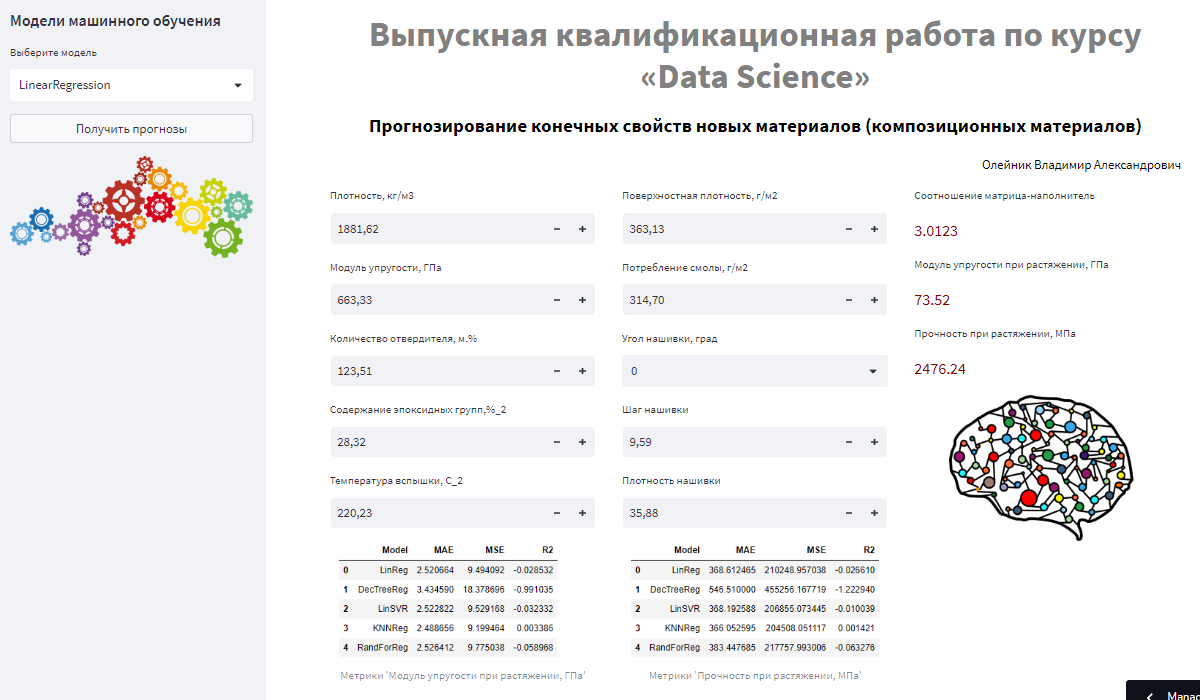 Модели машинного обучения
Выберите модель
LinearRegression
Получить прогнозы
Выпускная квалификационная работа по курсу
«Data Science»
Прогнозирование конечных свойств новых материалов (композиционных материалов)
Олейник Владимир Александрович
Плотность, кг/м3
1881,62
Модуль упругости, ГПа
663,33
Количество отвердителя, м.%
123,51
Содержание эпоксидных групп,%_2
28,32
Температура вспышки, С_2
220,23
Model MAE MSE R2
0 LinReg 2.520664 9.494092 -0.028532
1 DecTreeReg 3.434590 18.378696 -0.991035
2 LinSVR 2.522822 9.529168 -0.032332
3 KNNReg 2.488656 9.199464 0.003386
4 RandForReg 2.526412 9.775038 -0.058968
Метрики 'Модуль упругости при растяжении, ГПа'
Поверхностная плотность, г/м2
363,13
Потребление смолы, г/м2
314,70
Угол нашивки, град
0
Шаг нашивки
9,59
Плотность нашивки
35,88
Model MAE MSE R2
0 LinReg 368.612465 210248.957038 -0.026610
1 DecTreeReg 546.510000 455256.167719 -1.222940
2 LinSVR 368.192588 206855.073445 -0.010039
3 KNNReg 366.052595 204508.051117 0.001421
4 RandForReg 383.447685 217757.993006 -0.063276
Метрики 'Прочность при растяжении, МПа'
Соотношение матрица-наполнитель
3.0123
Модуль упругости при растяжении, ГПа
73.52
Прочность при растяжении, МПа
2476.24